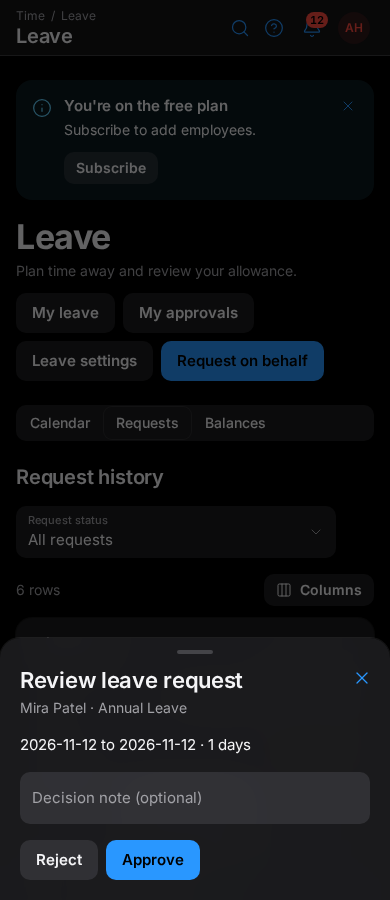 Time / Leave
Leave
12
AH
You're on the free plan
Subscribe to add employees.
Subscribe
Leave
Plan time away and review your allowance.
My leave
My approvals
Leave settings
Request on behalf
Calendar
Requests
Balances
Request history
Request status
All requests
6 rows
Columns
Review leave request
Mira Patel · Annual Leave
2026-11-12 to 2026-11-12 · 1 days
Decision note (optional)
Reject
Approve